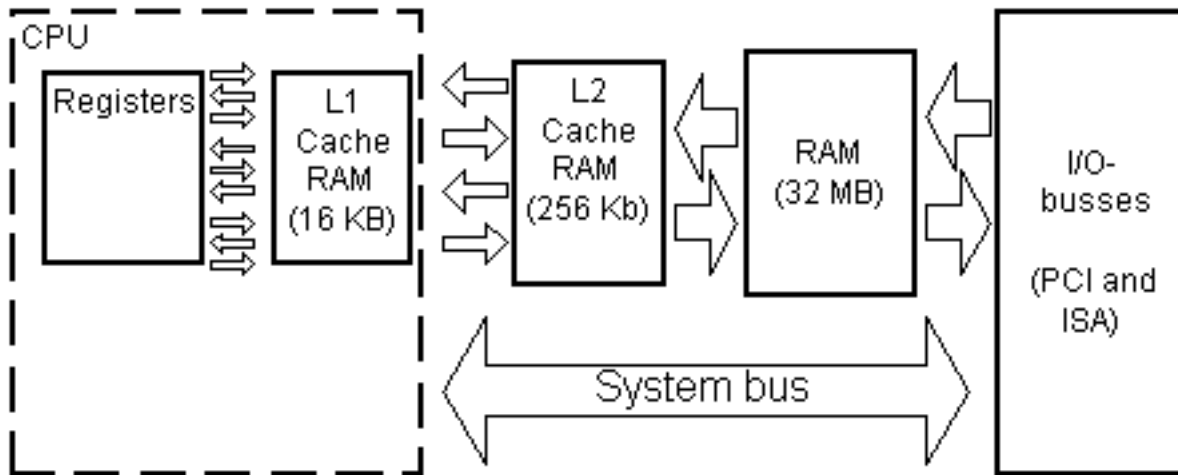 CPU
Registers
L1
Cache
RAM
(16 KB)
L2
Cache
RAM
(256 Kb)
RAM
(32 MB)
I/O-
busses
(PCI and
ISA)
System bus